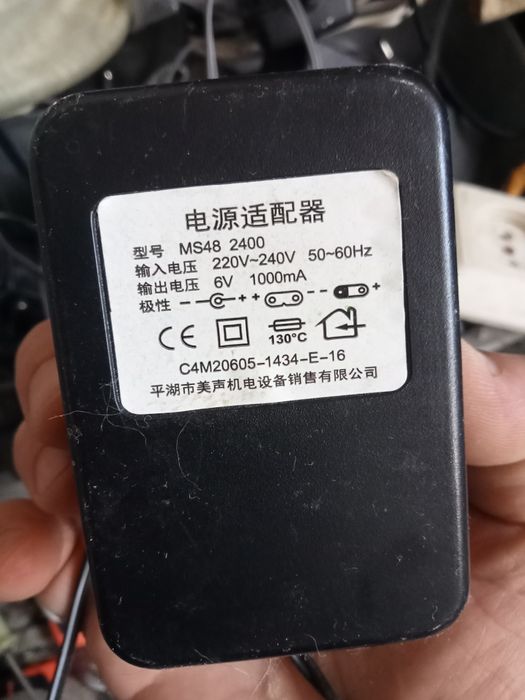 电源适配器
型号 MS48 2400
输入电压 220V~240V 50~60Hz
输出电压 6V 1000mA
极性 - + + - - +
CE 130°C
C4M20605-1434-E-16
平湖市美声机电设备销售有限公司